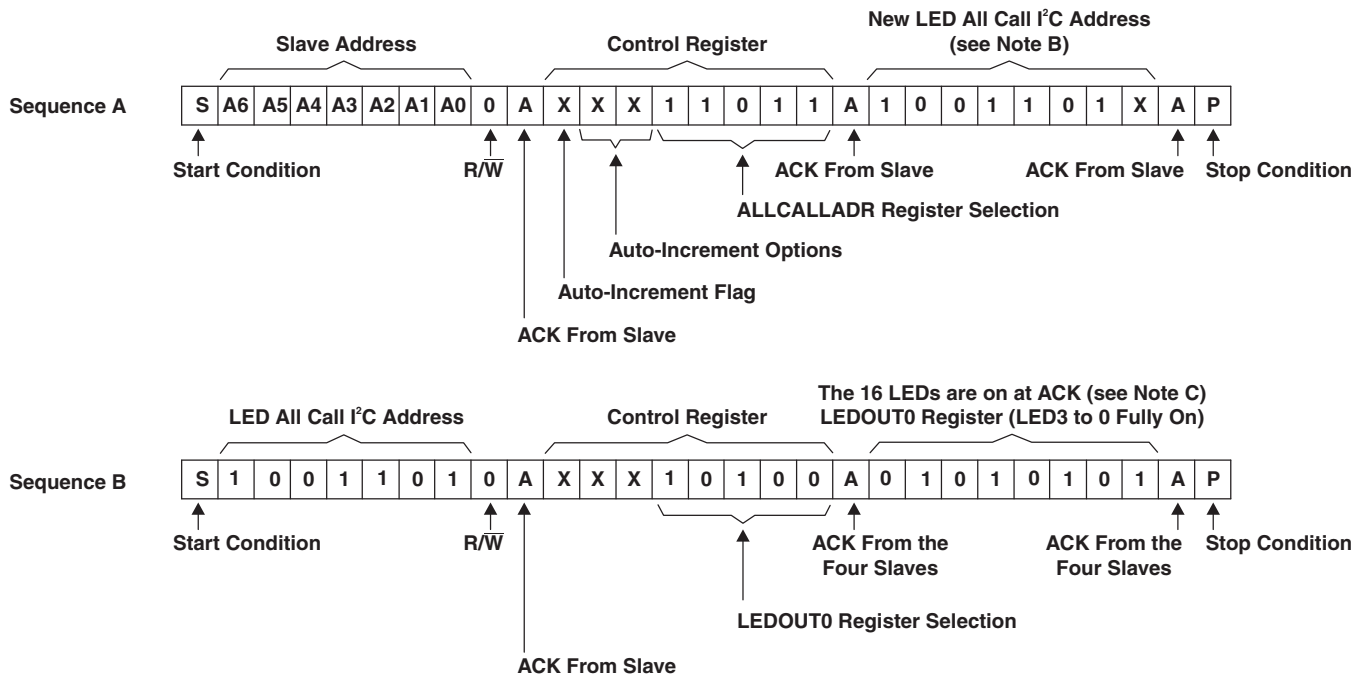 New LED All Call I²C Address
Slave Address Control Register (see Note B)
Sequence A S A6 A5 A4 A3 A2 A1 A0 0 A X X X 1 1 0 1 1 A 1 0 0 1 1 0 1 X A P
Start Condition R/W̅ ACK From Slave ACK From Slave Stop Condition
ALLCALLADR Register Selection
Auto-Increment Options
Auto-Increment Flag
ACK From Slave
The 16 LEDs are on at ACK (see Note C)
LED All Call I²C Address Control Register LEDOUT0 Register (LED3 to 0 Fully On)
Sequence B S 1 0 0 1 1 0 1 0 A X X X 1 0 1 0 0 A 0 1 0 1 0 1 0 1 A P
Start Condition R/W̅ ACK From the ACK From the Stop Condition
Four Slaves Four Slaves
LEDOUT0 Register Selection
ACK From Slave